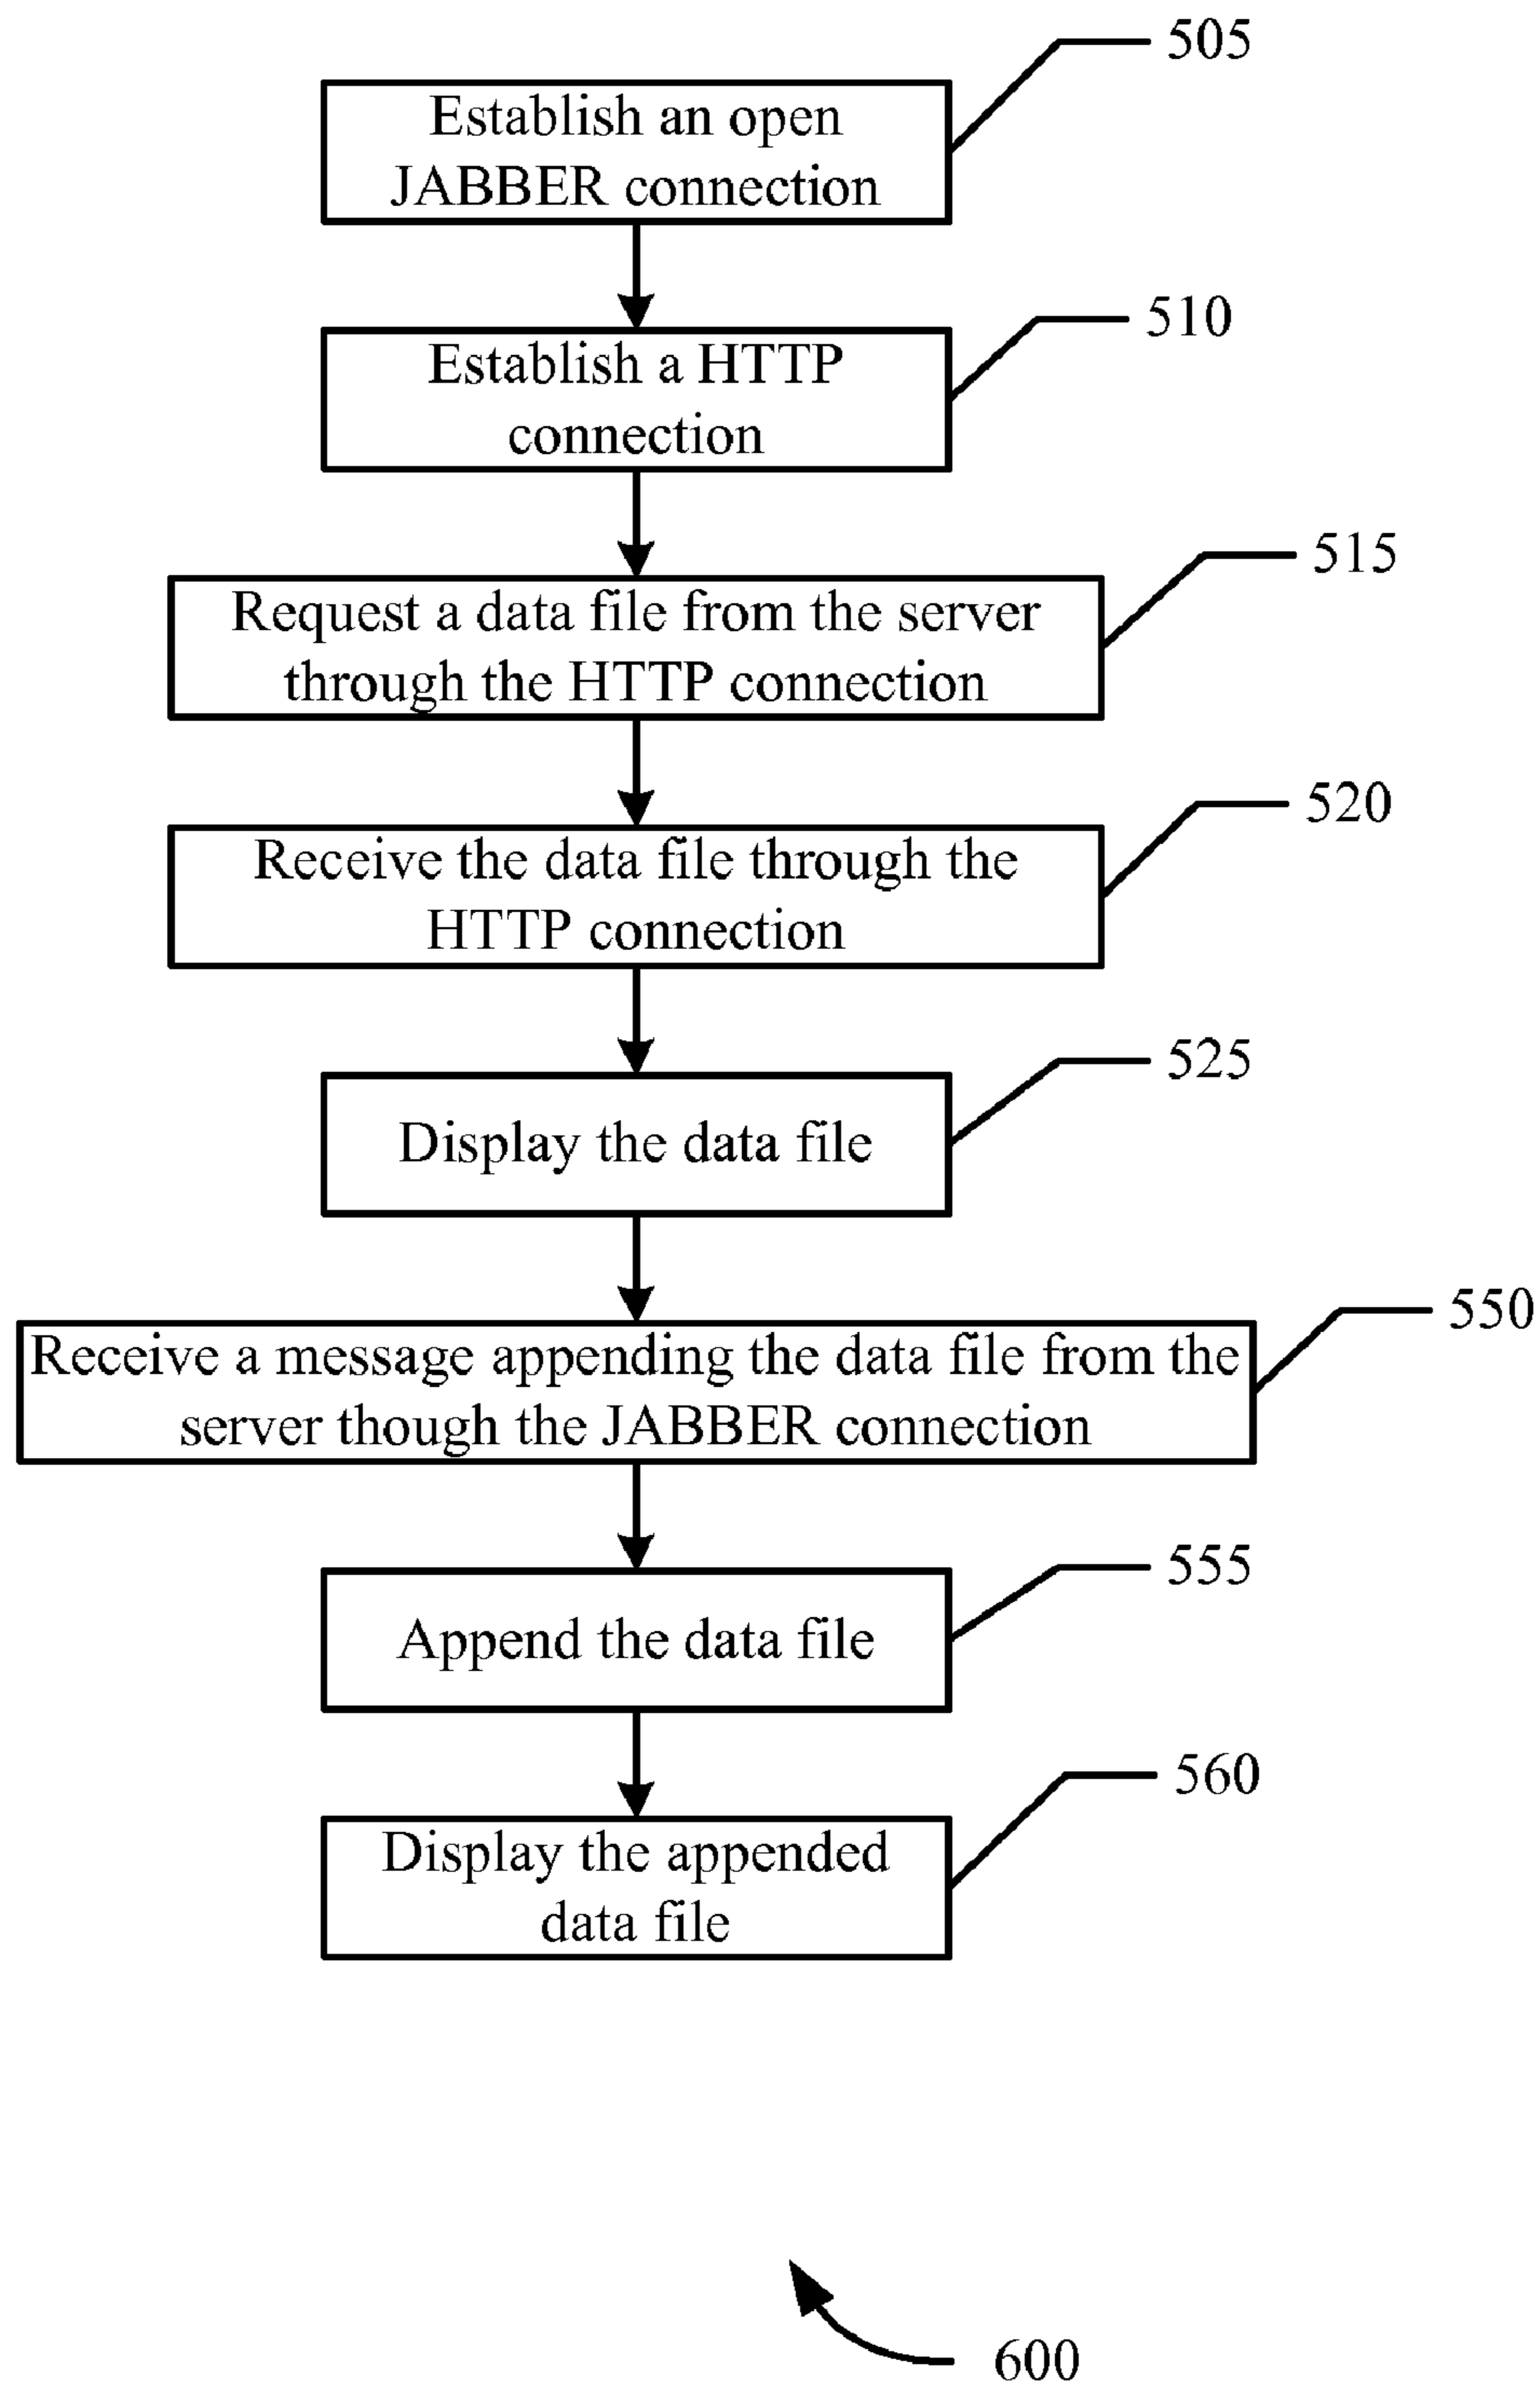 505
Establish an open
JABBER connection
510
Establish a HTTP
connection
515
Request a data file from the server
through the HTTP connection
520
Receive the data file through the
HTTP connection
525
Display the data file
550
Receive a message appending the data file from the
server though the JABBER connection
555
Append the data file
560
Display the appended
data file
600